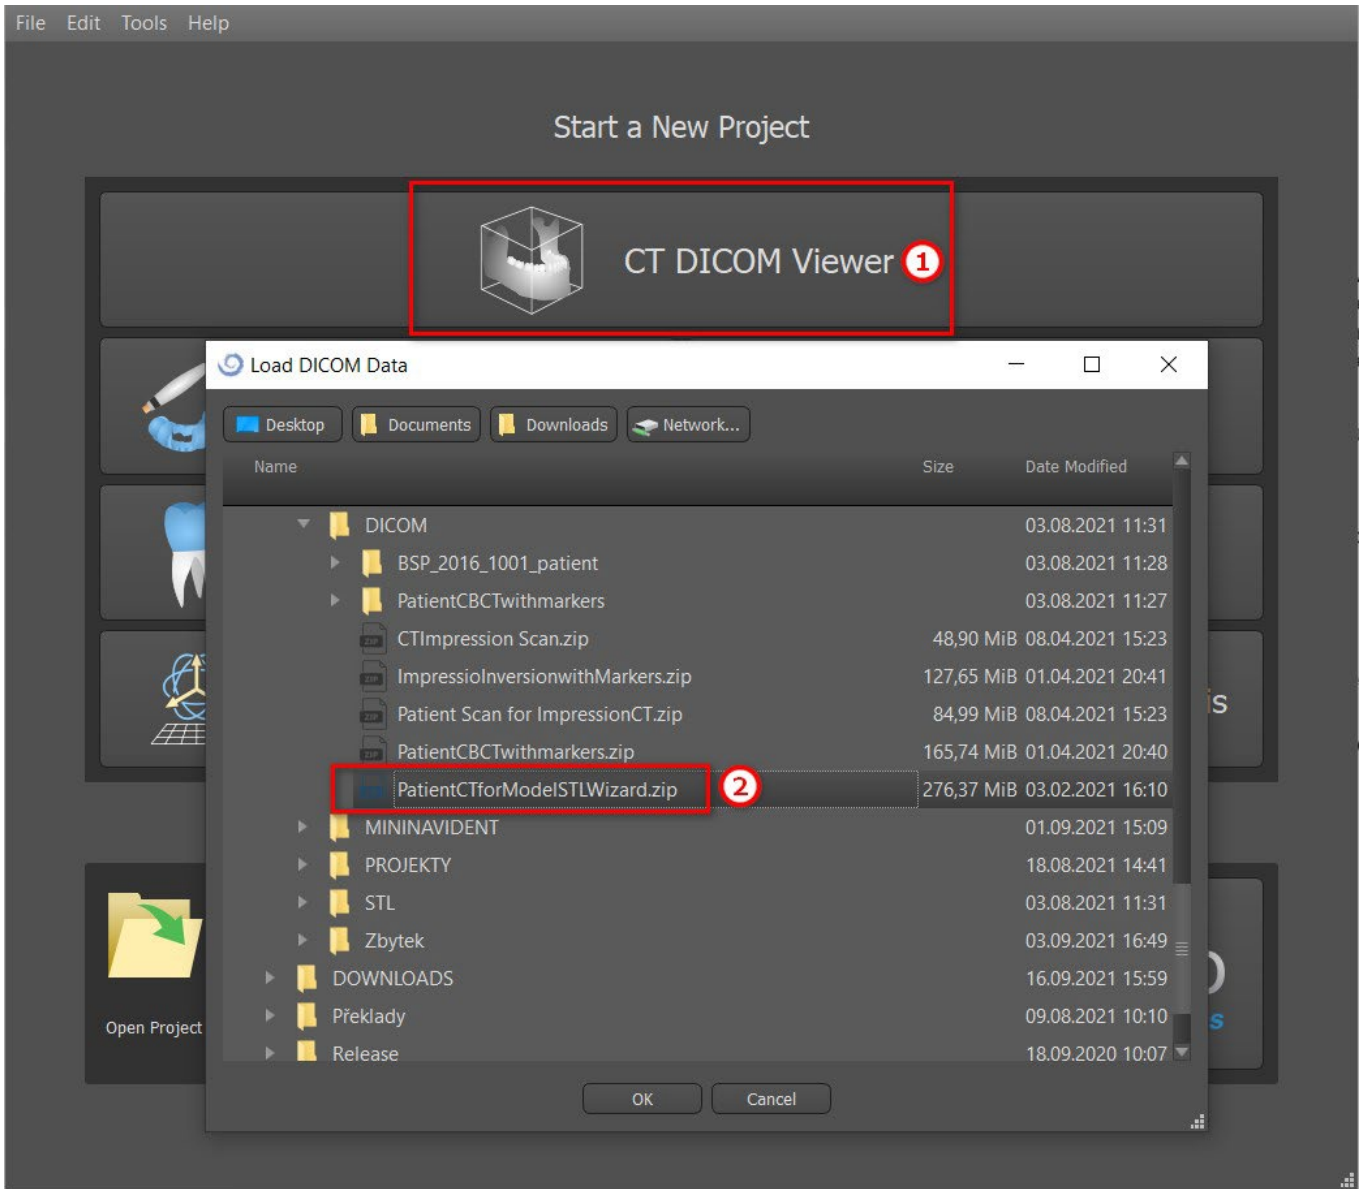 File Edit Tools Help
Start a New Project
CT DICOM Viewer 1
Load DICOM Data
Desktop Documents Downloads Network...
Name Size Date Modified
DICOM 03.08.2021 11:31
BSP_2016_1001_patient 03.08.2021 11:28
PatientCBCTwithmarkers 03.08.2021 11:27
ZIP CTImpression Scan.zip 48,90 MiB 08.04.2021 15:23
ZIP ImpressioInversionwithMarkers.zip 127,65 MiB 01.04.2021 20:41
ZIP Patient Scan for ImpressionCT.zip 84,99 MiB 08.04.2021 15:23
ZIP PatientCBCTwithmarkers.zip 165,74 MiB 01.04.2021 20:40
PatientCTforModelSTLWizard.zip 2 276,37 MiB 03.02.2021 16:10
MININAVIDENT 01.09.2021 15:09
PROJEKTY 18.08.2021 14:41
STL 03.08.2021 11:31
Zbytek 03.09.2021 16:49
DOWNLOADS 16.09.2021 15:59
Překlady 09.08.2021 10:10
Release 18.09.2020 10:07
is
s
Open Project
OK Cancel